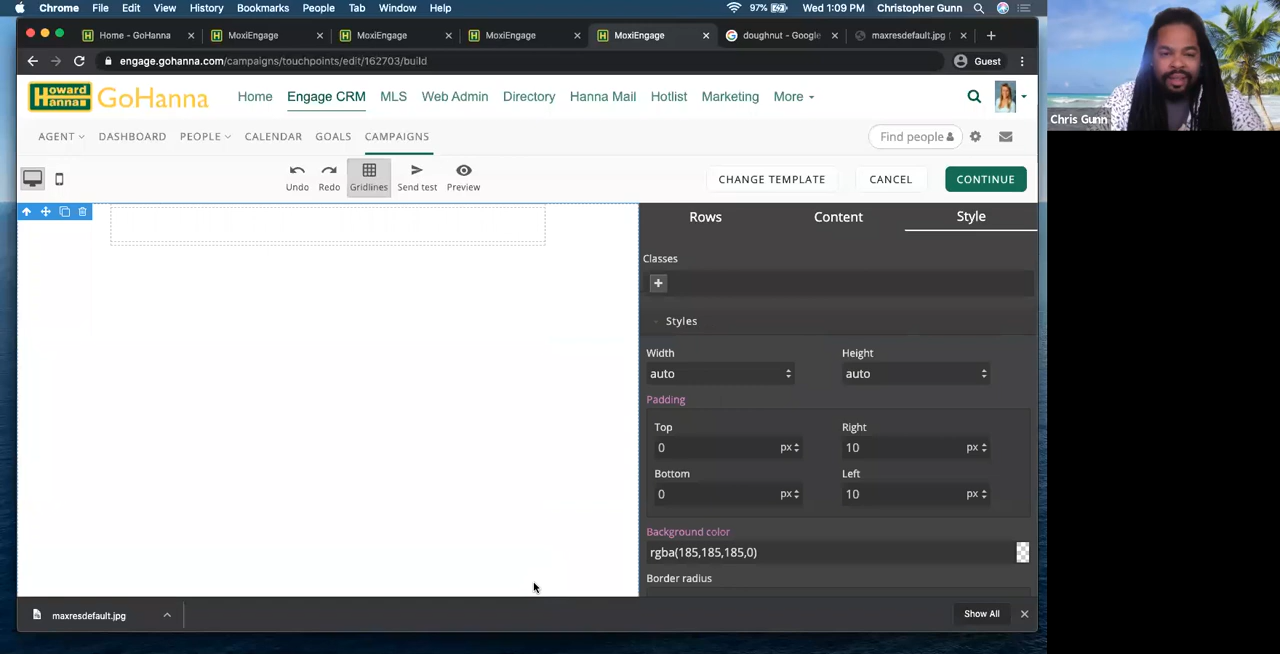 Chrome File Edit View History Bookmarks People Tab Window Help 97% Wed 1:09 PM Christopher Gunn
Home - GoHanna MoxiEngage MoxiEngage MoxiEngage MoxiEngage doughnut - Google maxresdefault.jpg (
engage.gohanna.com/campaigns/touchpoints/edit/162703/build Guest
Howard Hanna GoHanna Home Engage CRM MLS Web Admin Directory Hanna Mail Hotlist Marketing More
Chris Gunn
AGENT DASHBOARD PEOPLE CALENDAR GOALS CAMPAIGNS Find people
Undo Redo Gridlines Send test Preview CHANGE TEMPLATE CANCEL CONTINUE
Rows Content Style
Classes
+
Styles
Width Height
auto auto
Padding
Top Right
0 px 10 px
Bottom Left
0 px 10 px
Background color
rgba(185,185,185,0)
Border radius
maxresdefault.jpg Show All